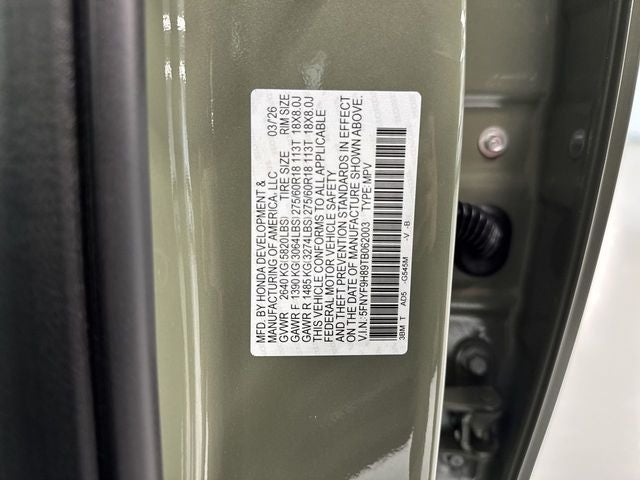 MFD. BY HONDA DEVELOPMENT &
MANUFACTURING OF AMERICA, LLC 03/26
GVWR 2640 KG(5820LBS) TIRE SIZE RIM SIZE
GAWR F 1390 KG(3064LBS) 275/60R18 113T 18X8.0J
GAWR R 1485 KG(3274LBS) 275/60R18 113T 18X8.0J
THIS VEHICLE CONFORMS TO ALL APPLICABLE
FEDERAL MOTOR VEHICLE SAFETY
AND THEFT PREVENTION STANDARDS IN EFFECT
ON THE DATE OF MANUFACTURE SHOWN ABOVE.
V.I.N.: 5FNYF9H89TB062003 TYPE: MPV
3BM T A05 -G545M -V -B